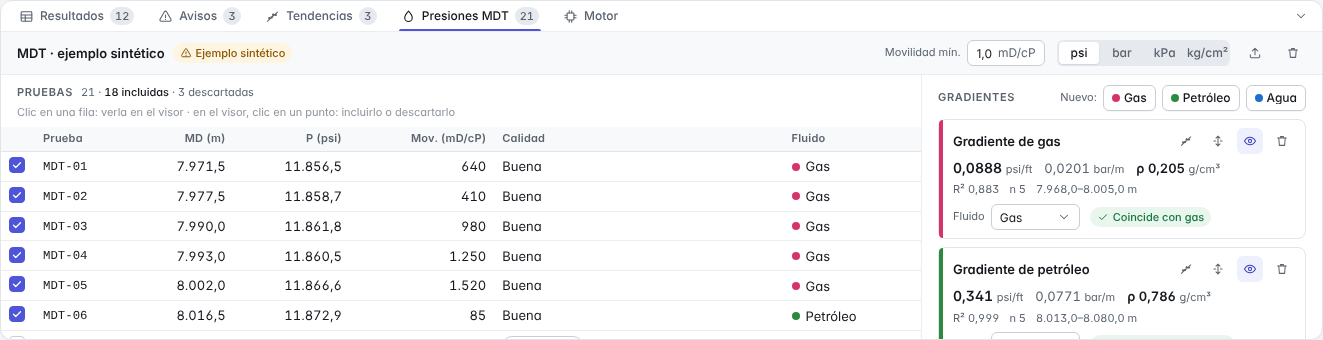 Resultados 12 Avisos 3 Tendencias 3 Presiones MDT 21 Motor
MDT · ejemplo sintético Ejemplo sintético Movilidad mín. 1,0 mD/cP psi bar kPa kg/cm²
PRUEBAS 21 · 18 incluidas · 3 descartadas
Clic en una fila: verla en el visor · en el visor, clic en un punto: incluirlo o descartarlo
Prueba MD (m) P (psi) Mov. (mD/cP) Calidad Fluido
MDT-01 7.971,5 11.856,5 640 Buena Gas
MDT-02 7.977,5 11.858,7 410 Buena Gas
MDT-03 7.990,0 11.861,8 980 Buena Gas
MDT-04 7.993,0 11.860,5 1.250 Buena Gas
MDT-05 8.002,0 11.866,6 1.520 Buena Gas
MDT-06 8.016,5 11.872,9 85 Buena Petróleo
GRADIENTES Nuevo: Gas Petróleo Agua
Gradiente de gas
0,0888 psi/ft 0,0201 bar/m ρ 0,205 g/cm³
R² 0,883 n 5 7.968,0–8.005,0 m
Fluido Gas Coincide con gas
Gradiente de petróleo
0,341 psi/ft 0,0771 bar/m ρ 0,786 g/cm³
R² 0,999 n 5 8.013,0–8.080,0 m